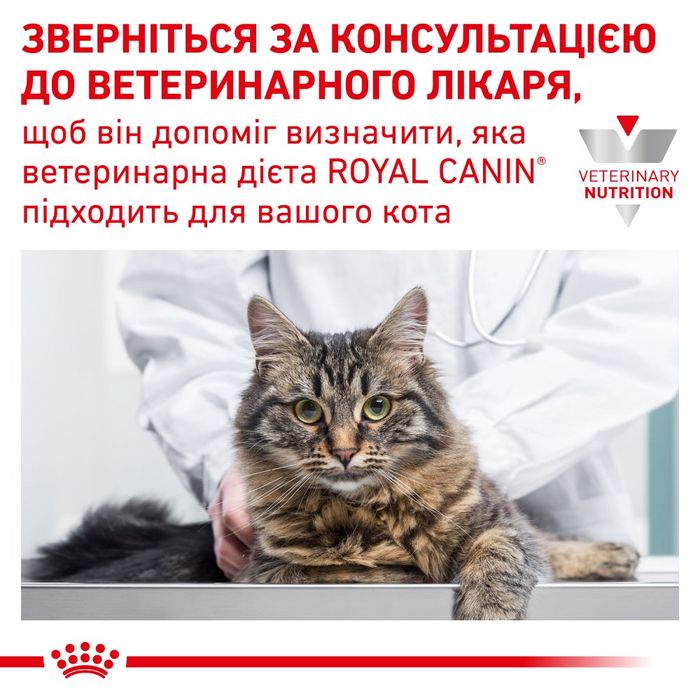 ЗВЕРНІТЬСЯ ЗА КОНСУЛЬТАЦІЄЮ
ДО ВЕТЕРИНАРНОГО ЛІКАРЯ,
щоб він допоміг визначити, яка
ветеринарна дієта ROYAL CANIN®
підходить для вашого кота
VETERINARY
NUTRITION